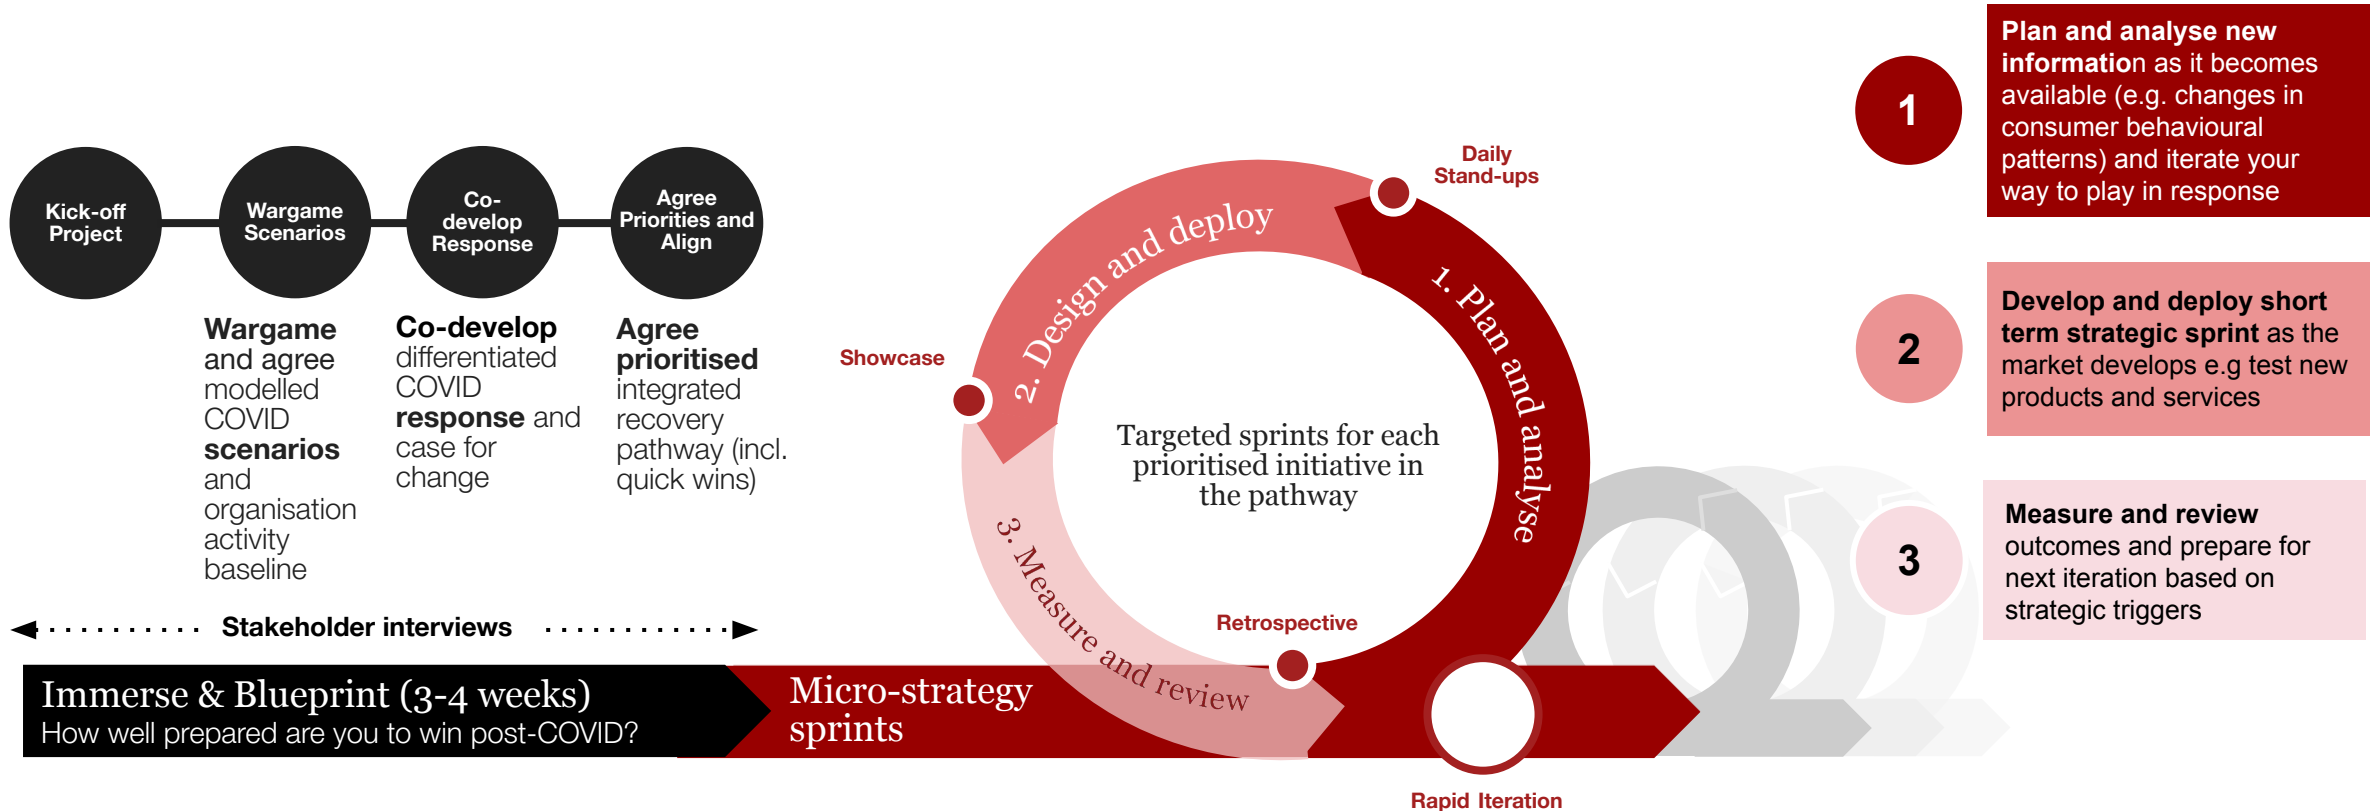 Kick-off
Project
Wargame
Scenarios
Co-
develop
Response
Agree
Priorities and
Align
Wargame
and agree
modelled
COVID
scenarios
and
organisation
activity
baseline
Co-develop
differentiated
COVID
response and
case for
change
Agree
prioritised
integrated
recovery
pathway (incl.
quick wins)
Stakeholder interviews
Immerse & Blueprint (3-4 weeks)
How well prepared are you to win post-COVID?
Micro-strategy
sprints
Daily
Stand-ups
1. Plan and analyse
2. Design and deploy
Showcase
3. Measure and review
Targeted sprints for each
prioritised initiative in
the pathway
Retrospective
Rapid Iteration
1
Plan and analyse new
information as it becomes
available (e.g. changes in
consumer behavioural
patterns) and iterate your
way to play in response
2
Develop and deploy short
term strategic sprint as the
market develops e.g test new
products and services
3
Measure and review
outcomes and prepare for
next iteration based on
strategic triggers